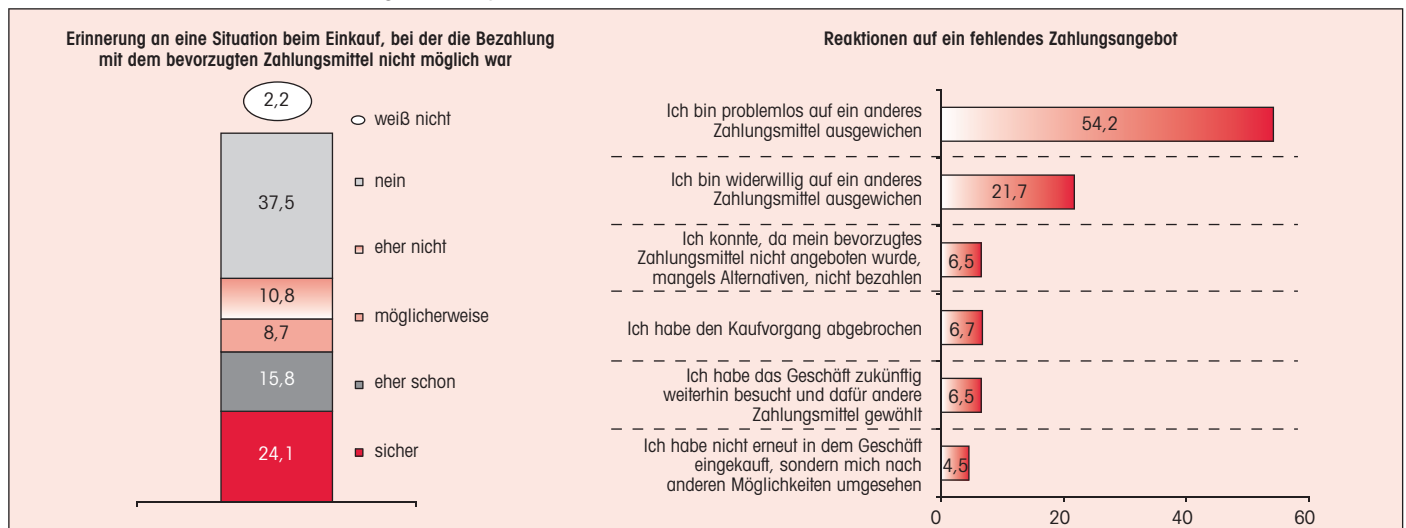 Erinnerung an eine Situation beim Einkauf, bei der die Bezahlung
mit dem bevorzugten Zahlungsmittel nicht möglich war
2,2
weiß nicht
nein
37,5
eher nicht
10,8
möglicherweise
8,7
15,8
eher schon
24,1
sicher
Reaktionen auf ein fehlendes Zahlungsangebot
Ich bin problemlos auf ein anderes
Zahlungsmittel ausgewichen
54,2
Ich bin widerwillig auf ein anderes
Zahlungsmittel ausgewichen
21,7
Ich konnte, da mein bevorzugtes
Zahlungsmittel nicht angeboten wurde,
mangels Alternativen, nicht bezahlen
6,5
Ich habe den Kaufvorgang abgebrochen
6,7
Ich habe das Geschäft zukünftig
weiterhin besucht und dafür andere
Zahlungsmittel gewählt
6,5
Ich habe nicht erneut in dem Geschäft
eingekauft, sondern mich nach
anderen Möglichkeiten umgesehen
4,5
0 20 40 60